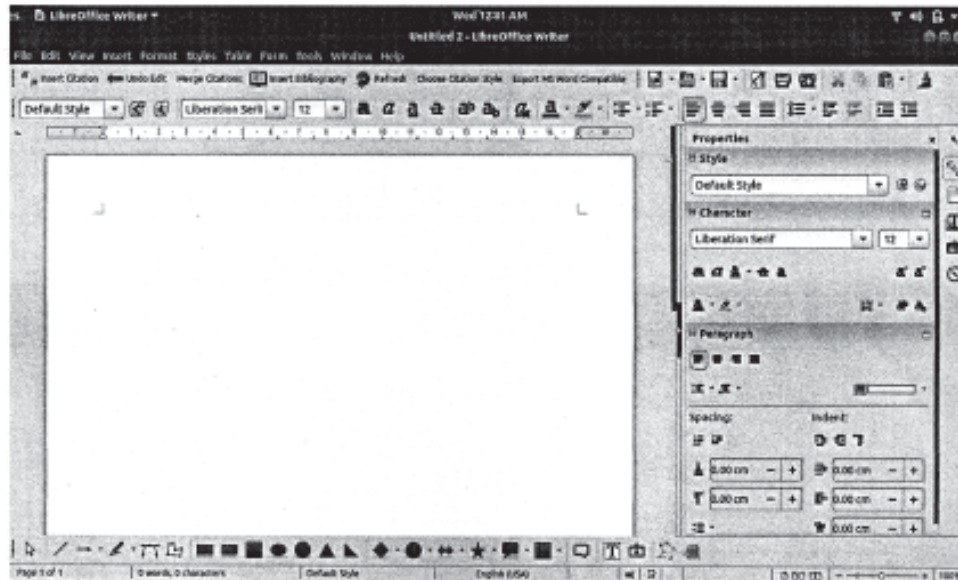 LibreOffice Writer
Wed 12:01 AM
Untitled 2 - LibreOffice Writer
File Edit View Insert Format Styles Table Form Tools Window Help
Insert Citation Undo Edit Merge Citations Insert Bibliography Refresh Choose Citation Style Export MS Word Compatible
Default Style Liberation Seri 12
Properties
Style
Default Style
Character
Liberation Serif 12
Paragraph
Spacing: Indent:
0.00 cm 0.00 cm
0.00 cm 0.00 cm
0.00 cm
Page 1 of 1 0 words, 0 characters Default Style English (USA)